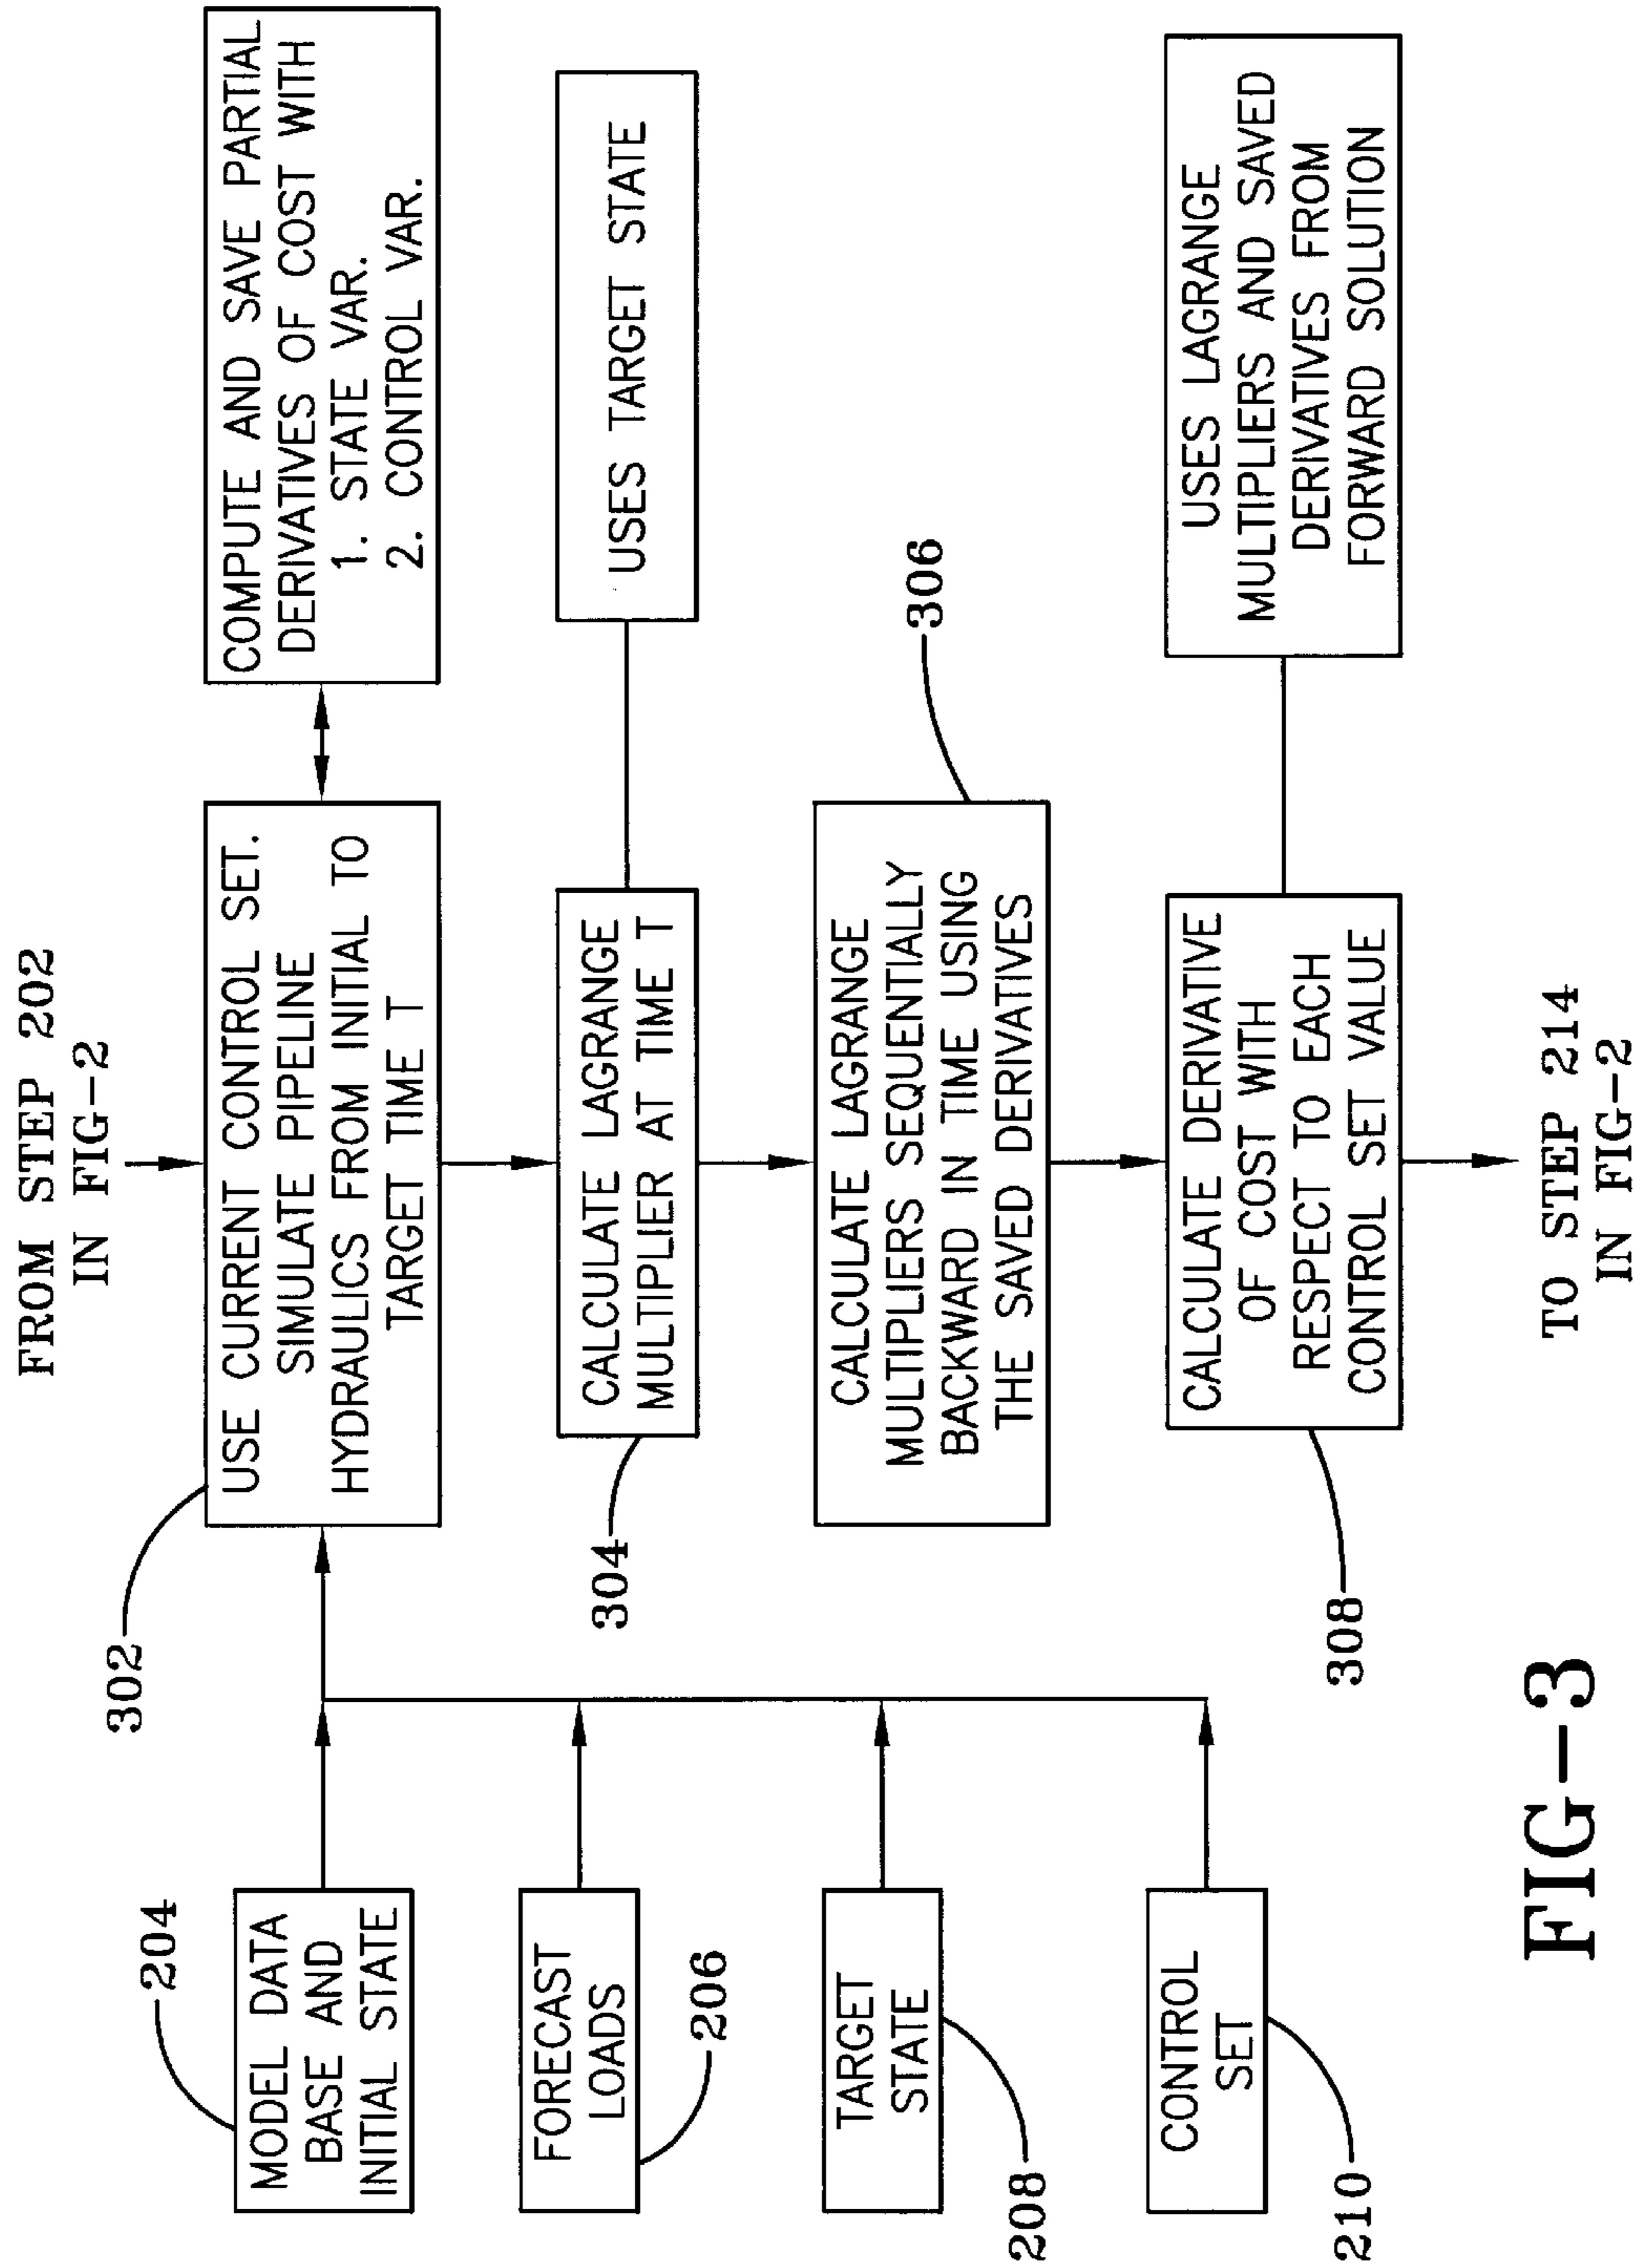 FROM STEP 202
IN FIG-2
204
MODEL DATA
BASE AND
INITIAL STATE
302
USE CURRENT CONTROL SET.
SIMULATE PIPELINE
HYDRAULICS FROM INITIAL TO
TARGET TIME T
COMPUTE AND SAVE PARTIAL
DERIVATIVES OF COST WITH
1. STATE VAR.
2. CONTROL VAR.
FORECAST
LOADS
206
304
CALCULATE LAGRANGE
MULTIPLIER AT TIME T
USES TARGET STATE
TARGET
STATE
208
CALCULATE LAGRANGE
MULTIPLIERS SEQUENTIALLY
BACKWARD IN TIME USING
THE SAVED DERIVATIVES
306
CONTROL
SET
210
CALCULATE DERIVATIVE
OF COST WITH
RESPECT TO EACH
CONTROL SET VALUE
308
USES LAGRANGE
MULTIPLIERS AND SAVED
DERIVATIVES FROM
FORWARD SOLUTION
TO STEP 214
IN FIG-2
FIG-3